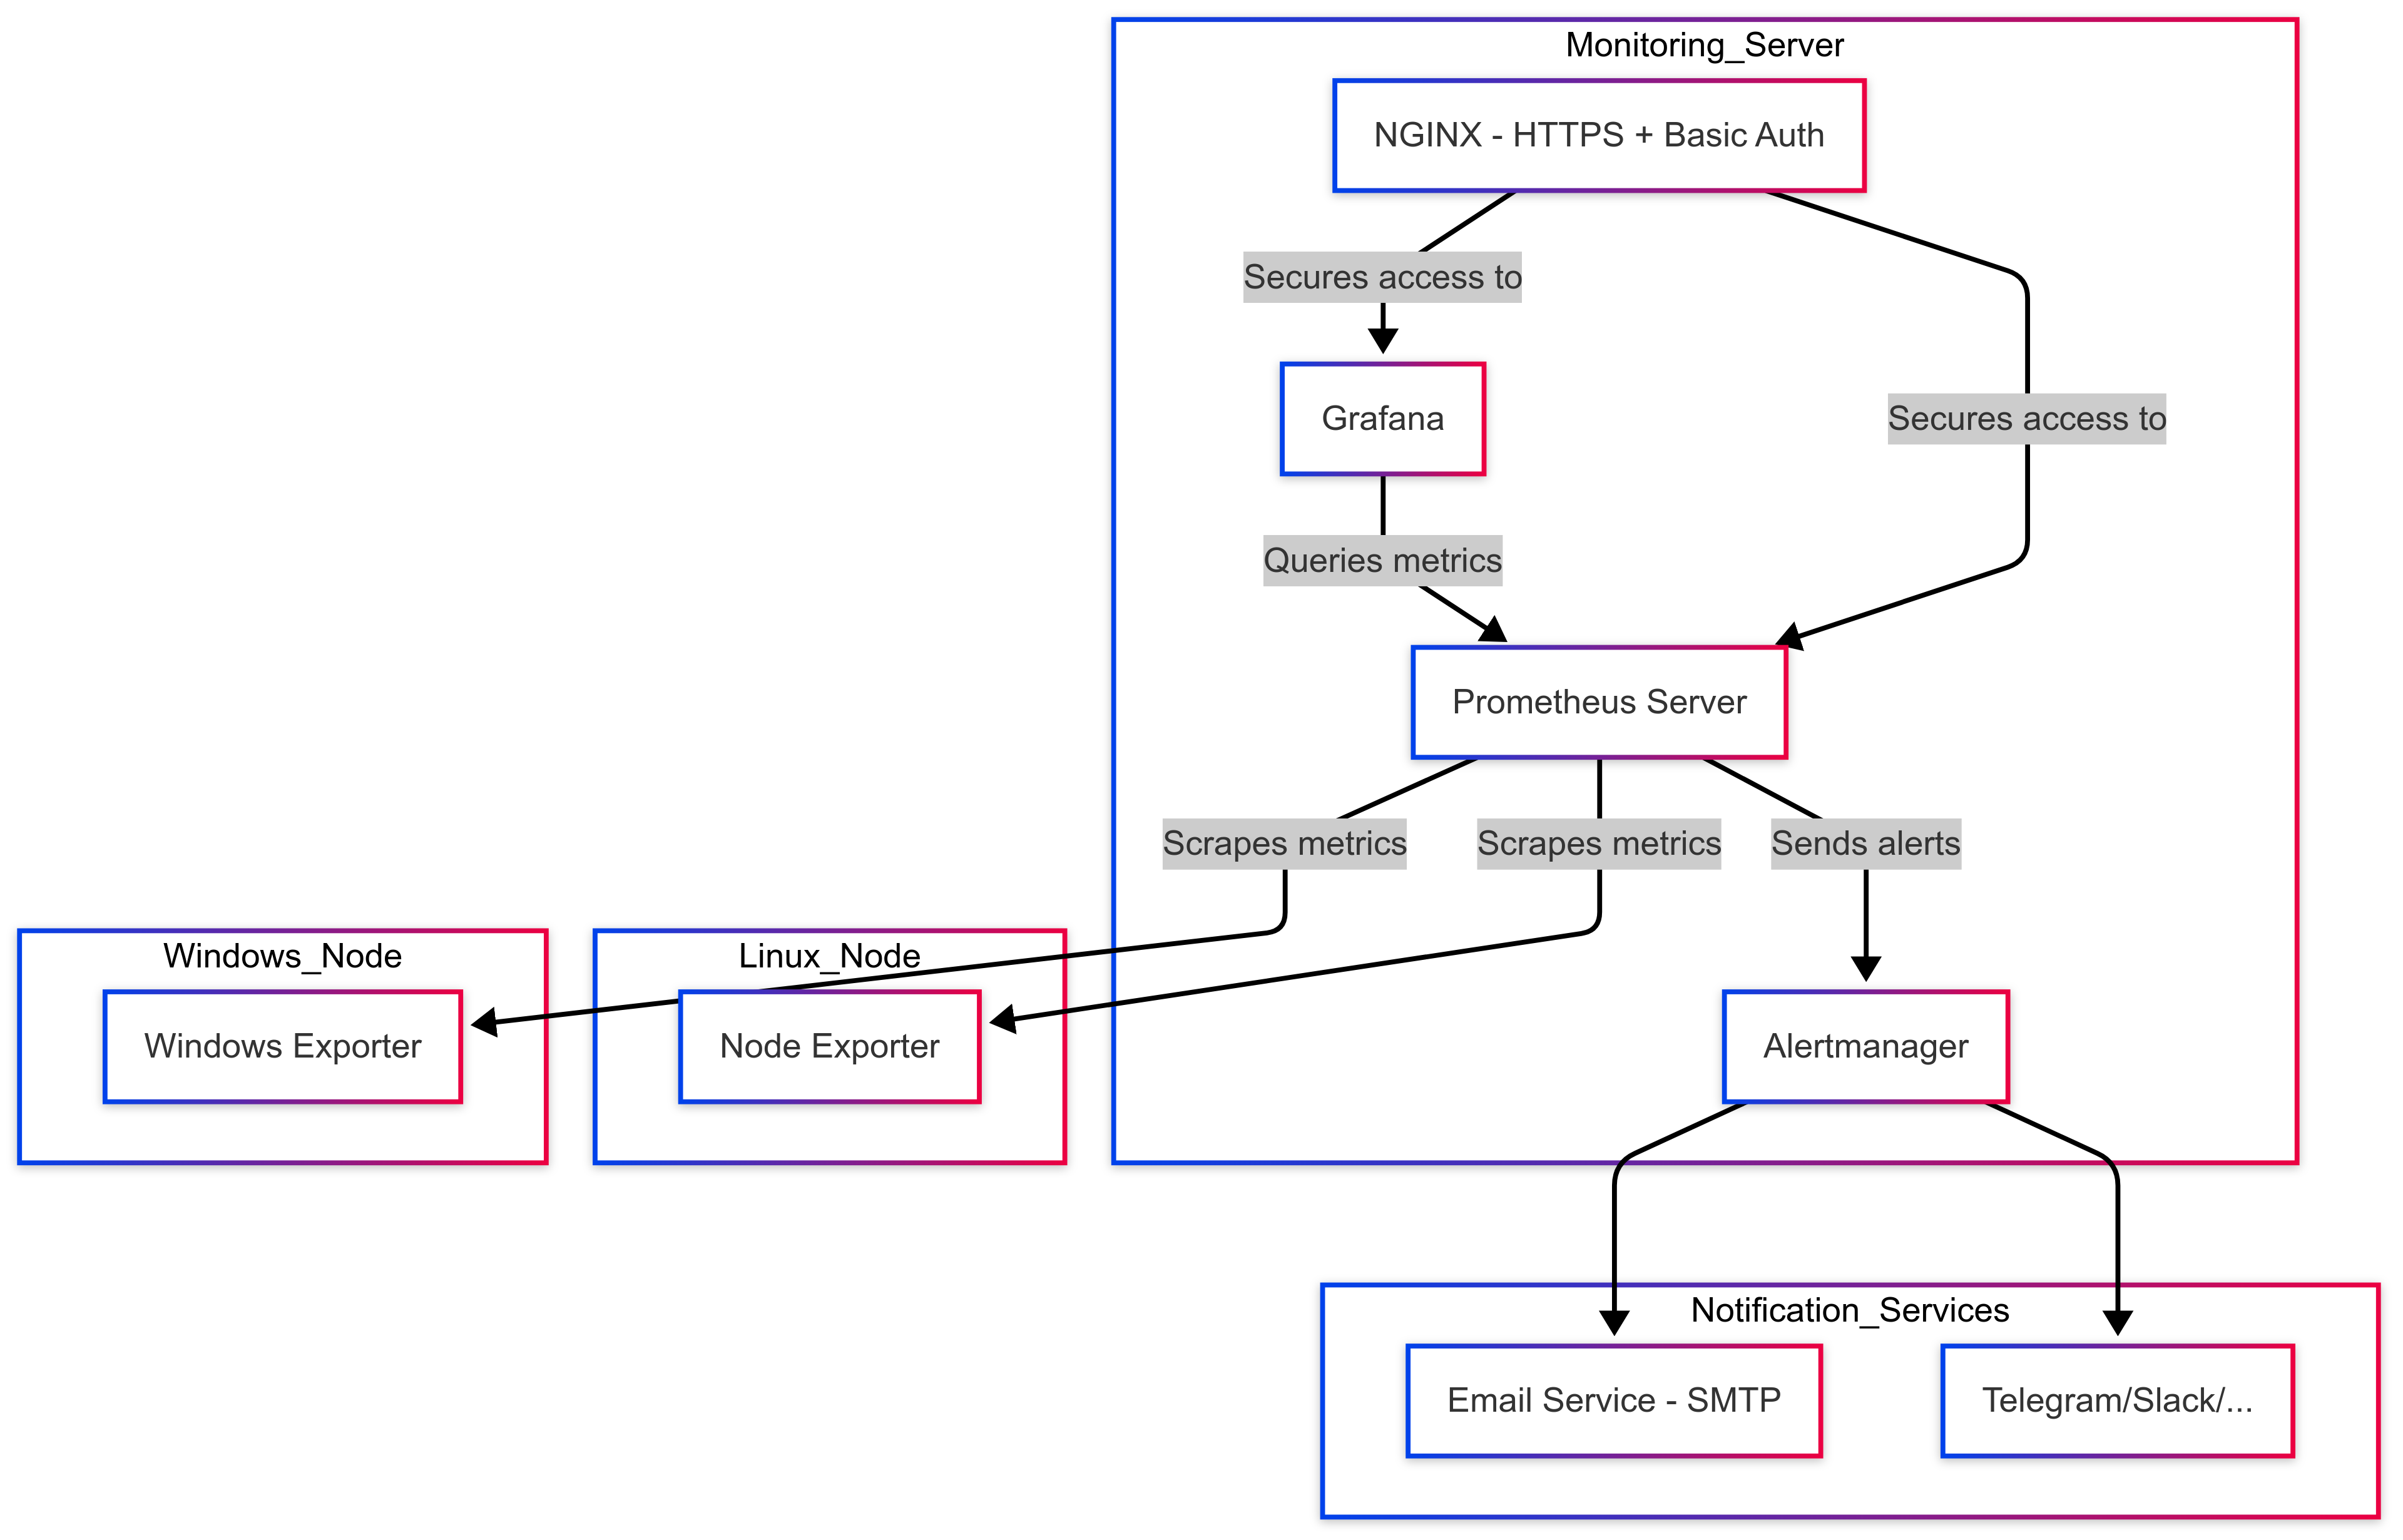 Monitoring_Server
NGINX - HTTPS + Basic Auth
Secures access to
Grafana
Secures access to
Queries metrics
Prometheus Server
Scrapes metrics
Scrapes metrics
Sends alerts
Windows_Node
Linux_Node
Windows Exporter
Node Exporter
Alertmanager
Notification_Services
Email Service - SMTP
Telegram/Slack/...